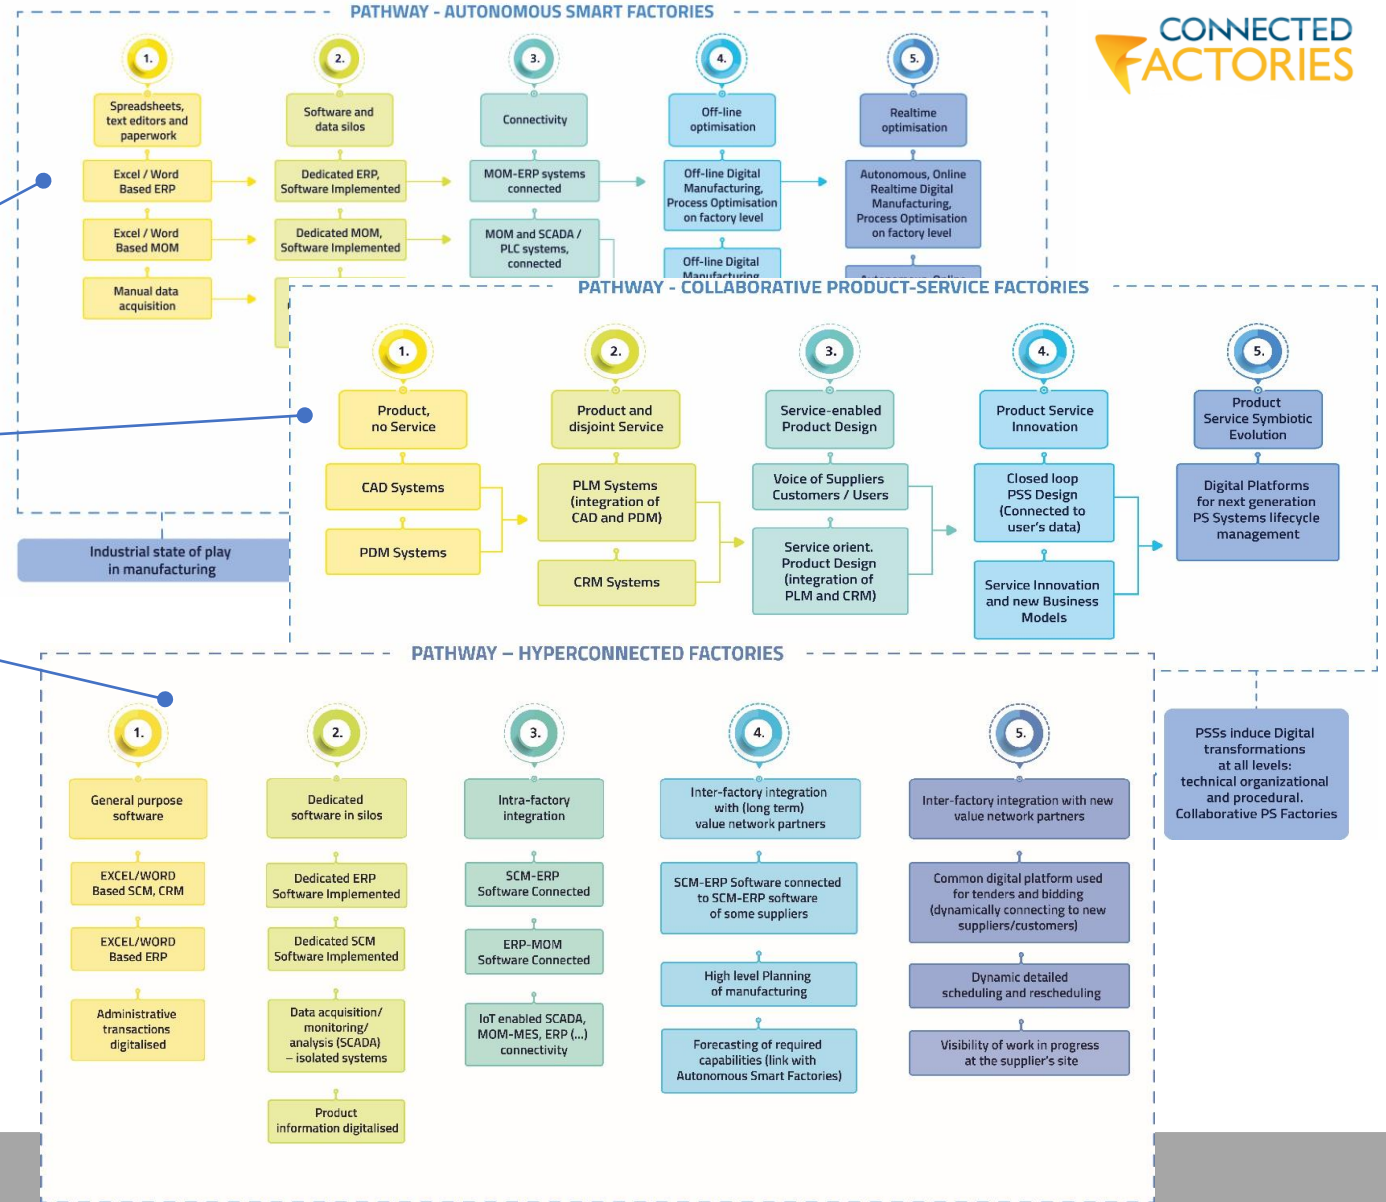 PATHWAY - AUTONOMOUS SMART FACTORIES
CONNECTED
FACTORIES
1.
2.
3.
4.
5.
Spreadsheets,
text editors and
paperwork
Software and
data silos
Connectivity
Off-line
optimisation
Realtime
optimisation
Excel / Word
Based ERP
Dedicated ERP,
Software Implemented
MOM-ERP systems
connected
Off-line Digital
Manufacturing,
Process Optimisation
on factory level
Autonomous, Online
Realtime Digital
Manufacturing,
Process Optimisation
on factory level
Excel / Word
Based MOM
Dedicated MOM,
Software Implemented
MOM and SCADA /
PLC systems,
connected
Off-line Digital
Manufacturing
Autonomous, Online
Manual data
acquisition
Industrial state of play
in manufacturing
PATHWAY - COLLABORATIVE PRODUCT-SERVICE FACTORIES
1.
2.
3.
4.
5.
Product,
no Service
Product and
disjoint Service
Service-enabled
Product Design
Product Service
Innovation
Product
Service Symbiotic
Evolution
CAD Systems
PDM Systems
PLM Systems
(integration of
CAD and PDM)
CRM Systems
Voice of Suppliers
Customers / Users
Service orient.
Product Design
(integration of
PLM and CRM)
Closed loop
PSS Design
(Connected to
user's data)
Service Innovation
and new Business
Models
Digital Platforms
for next generation
PS Systems lifecycle
management
PSSs induce Digital
transformations
at all levels:
technical organizational
and procedural.
Collaborative PS Factories
PATHWAY – HYPERCONNECTED FACTORIES
1.
2.
3.
4.
5.
General purpose
software
Dedicated
software in silos
Intra-factory
integration
Inter-factory integration
with (long term)
value network partners
Inter-factory integration with new
value network partners
EXCEL/WORD
Based SCM, CRM
EXCEL/WORD
Based ERP
Administrative
transactions
digitalised
Dedicated ERP
Software Implemented
Dedicated SCM
Software Implemented
Data acquisition/
monitoring/
analysis (SCADA)
– isolated systems
Product
information digitalised
SCM-ERP
Software Connected
ERP-MOM
Software Connected
IoT enabled SCADA,
MOM-MES, ERP (...)
connectivity
SCM-ERP Software connected
to SCM-ERP software
of some suppliers
High level Planning
of manufacturing
Forecasting of required
capabilities (link with
Autonomous Smart Factories)
Common digital platform used
for tenders and bidding
(dynamically connecting to new
suppliers/customers)
Dynamic detailed
scheduling and rescheduling
Visibility of work in progress
at the supplier's site